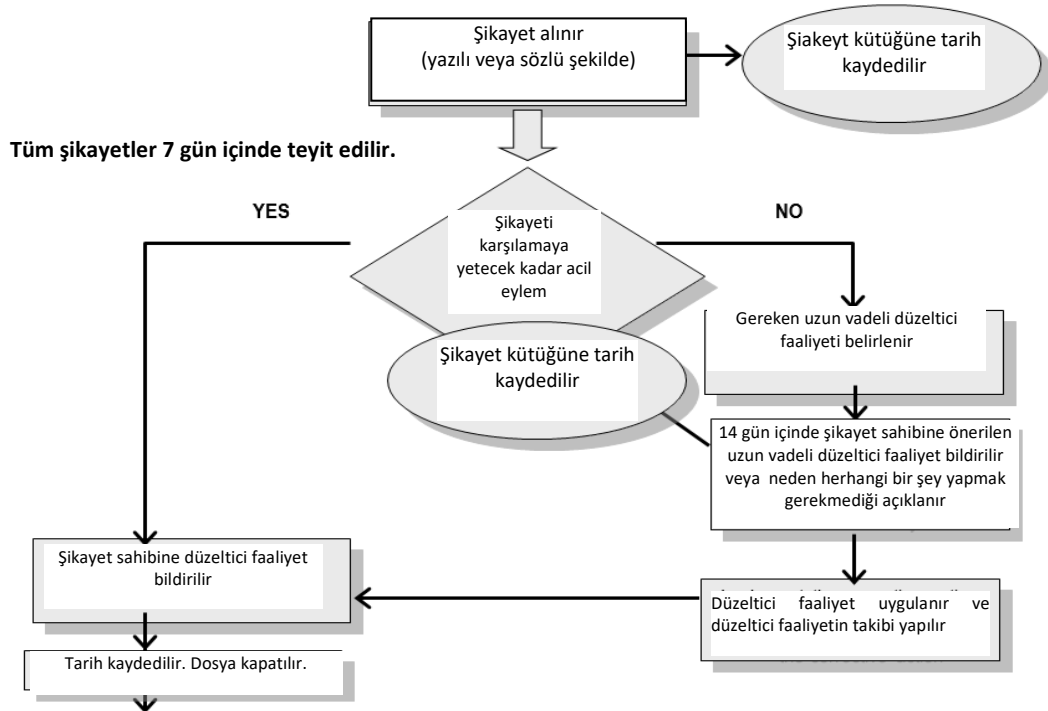 Şikayet alınır
(yazılı veya sözlü şekilde)
Şiakeyt kütüğüne tarih
kaydedilir
Tüm şikayetler 7 gün içinde teyit edilir.
YES
NO
Şikayeti
karşılamaya
yetecek kadar acil
eylem
Gereken uzun vadeli düzeltici
faaliyeti belirlenir
Şikayet kütüğüne tarih
kaydedilir
14 gün içinde şikayet sahibine önerilen
uzun vadeli düzeltici faaliyet bildirilir
veya neden herhangi bir şey yapmak
gerekmediği açıklanır
Şikayet sahibine düzeltici faaliyet
bildirilir
Düzeltici faaliyet uygulanır ve
düzeltici faaliyetin takibi yapılır
Tarih kaydedilir. Dosya kapatılır.